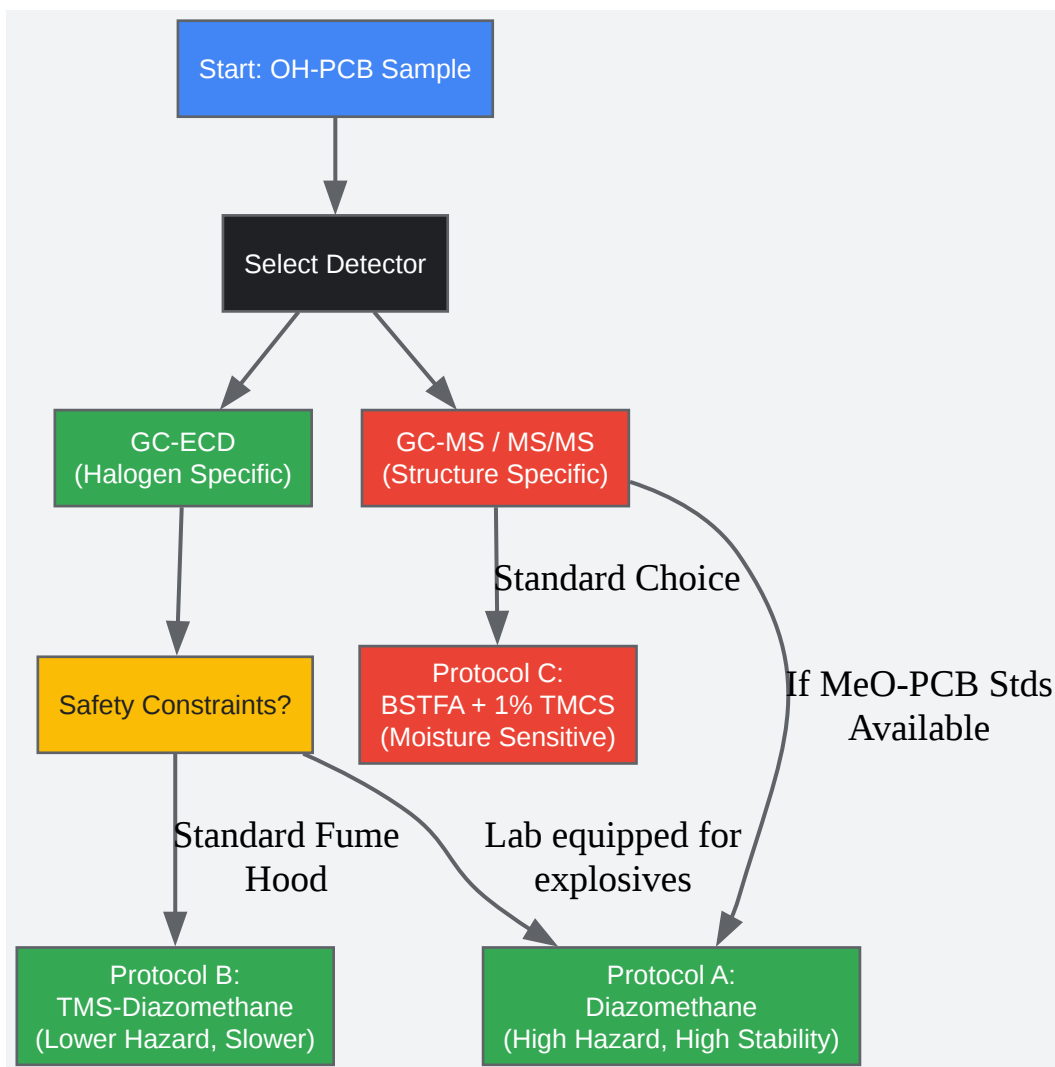 Start: OH-PCB Sample
Select Detector
GC-ECD
(Halogen Specific)
GC-MS / MS/MS
(Structure Specific)
Standard Choice
Protocol C:
BSTFA + 1% TMCS
(Moisture Sensitive)
If MeO-PCB Stds
Available
Safety Constraints?
Standard Fume
Hood
Lab equipped for
explosives
Protocol B:
TMS-Diazomethane
(Lower Hazard, Slower)
Protocol A:
Diazomethane
(High Hazard, High Stability)